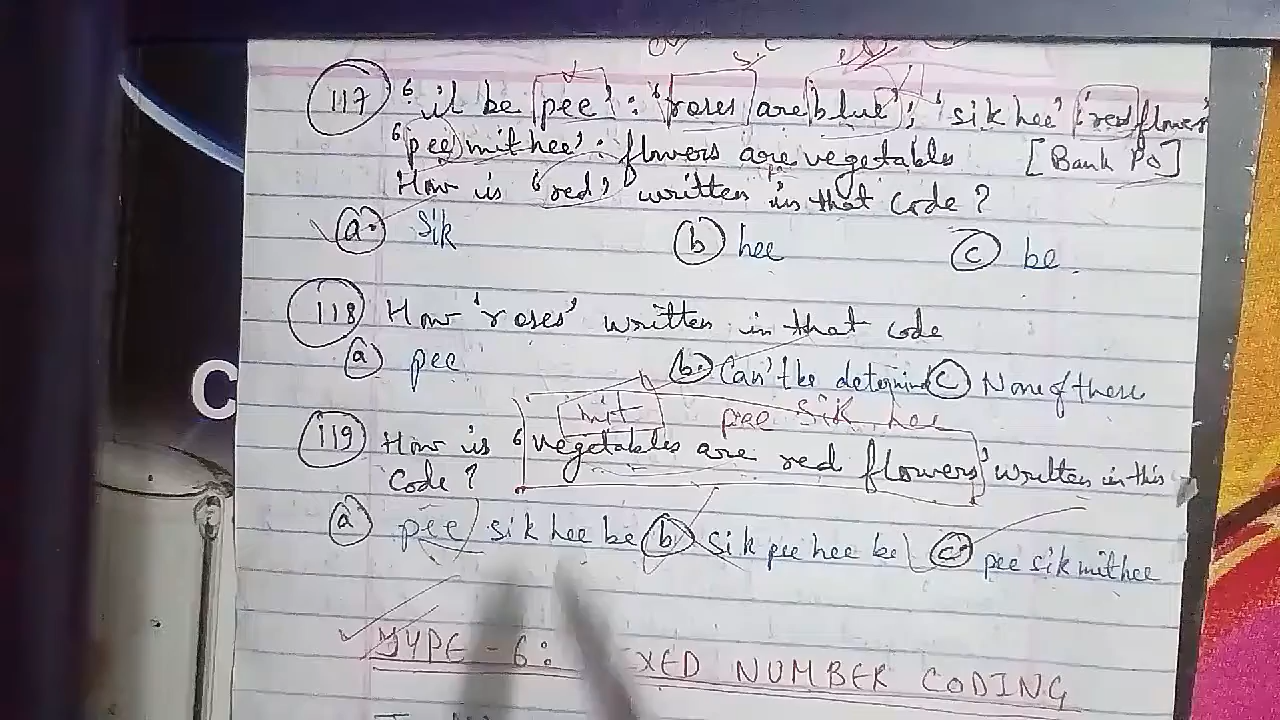 117 'il be pee' : 'roses are blue'; 'sik hee' 'red flowers'
'pee mit hee' : flowers are vegetables [Bank Po]
How is 'red' written in that code?
a. Sik b hee c be.
118 How 'roses' written in that code
a pee b. Can't be determined c None of these
mit pee Sik hee
119 How is 'vegetables are red flowers' written in this
Code?
a pee sik hee be b Sik pee hee be c pee sik mit hee
TYPE - 6: XED NUMBER CODING
C